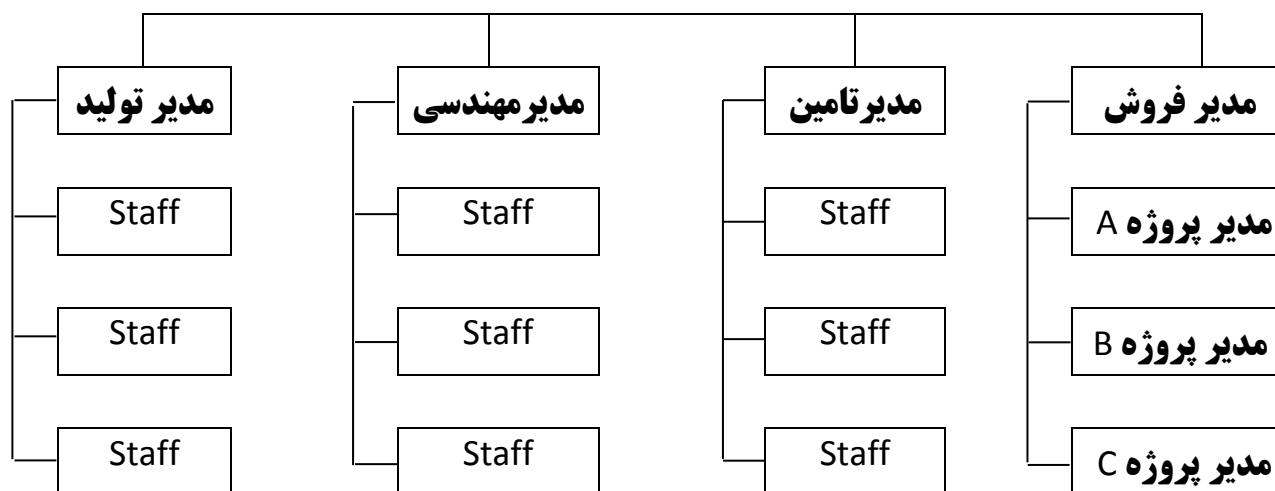 مدیر فروش
مدیرتامین
مدیرمهندسی
مدیر تولید
مدیر پروژه A
Staff
Staff
Staff
مدیر پروژه B
Staff
Staff
Staff
مدیر پروژه C
Staff
Staff
Staff